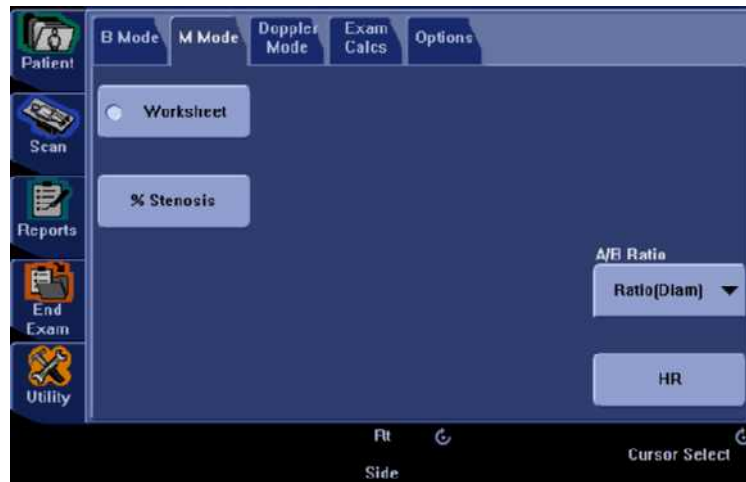 Patient
B Mode
M Mode
Doppler
Mode
Exam
Calcs
Options
Worksheet
Scan
% Stenosis
Reports
A/B Ratio
Ratio(Diam)
End
Exam
HR
Utility
Rt
Side
Cursor Select